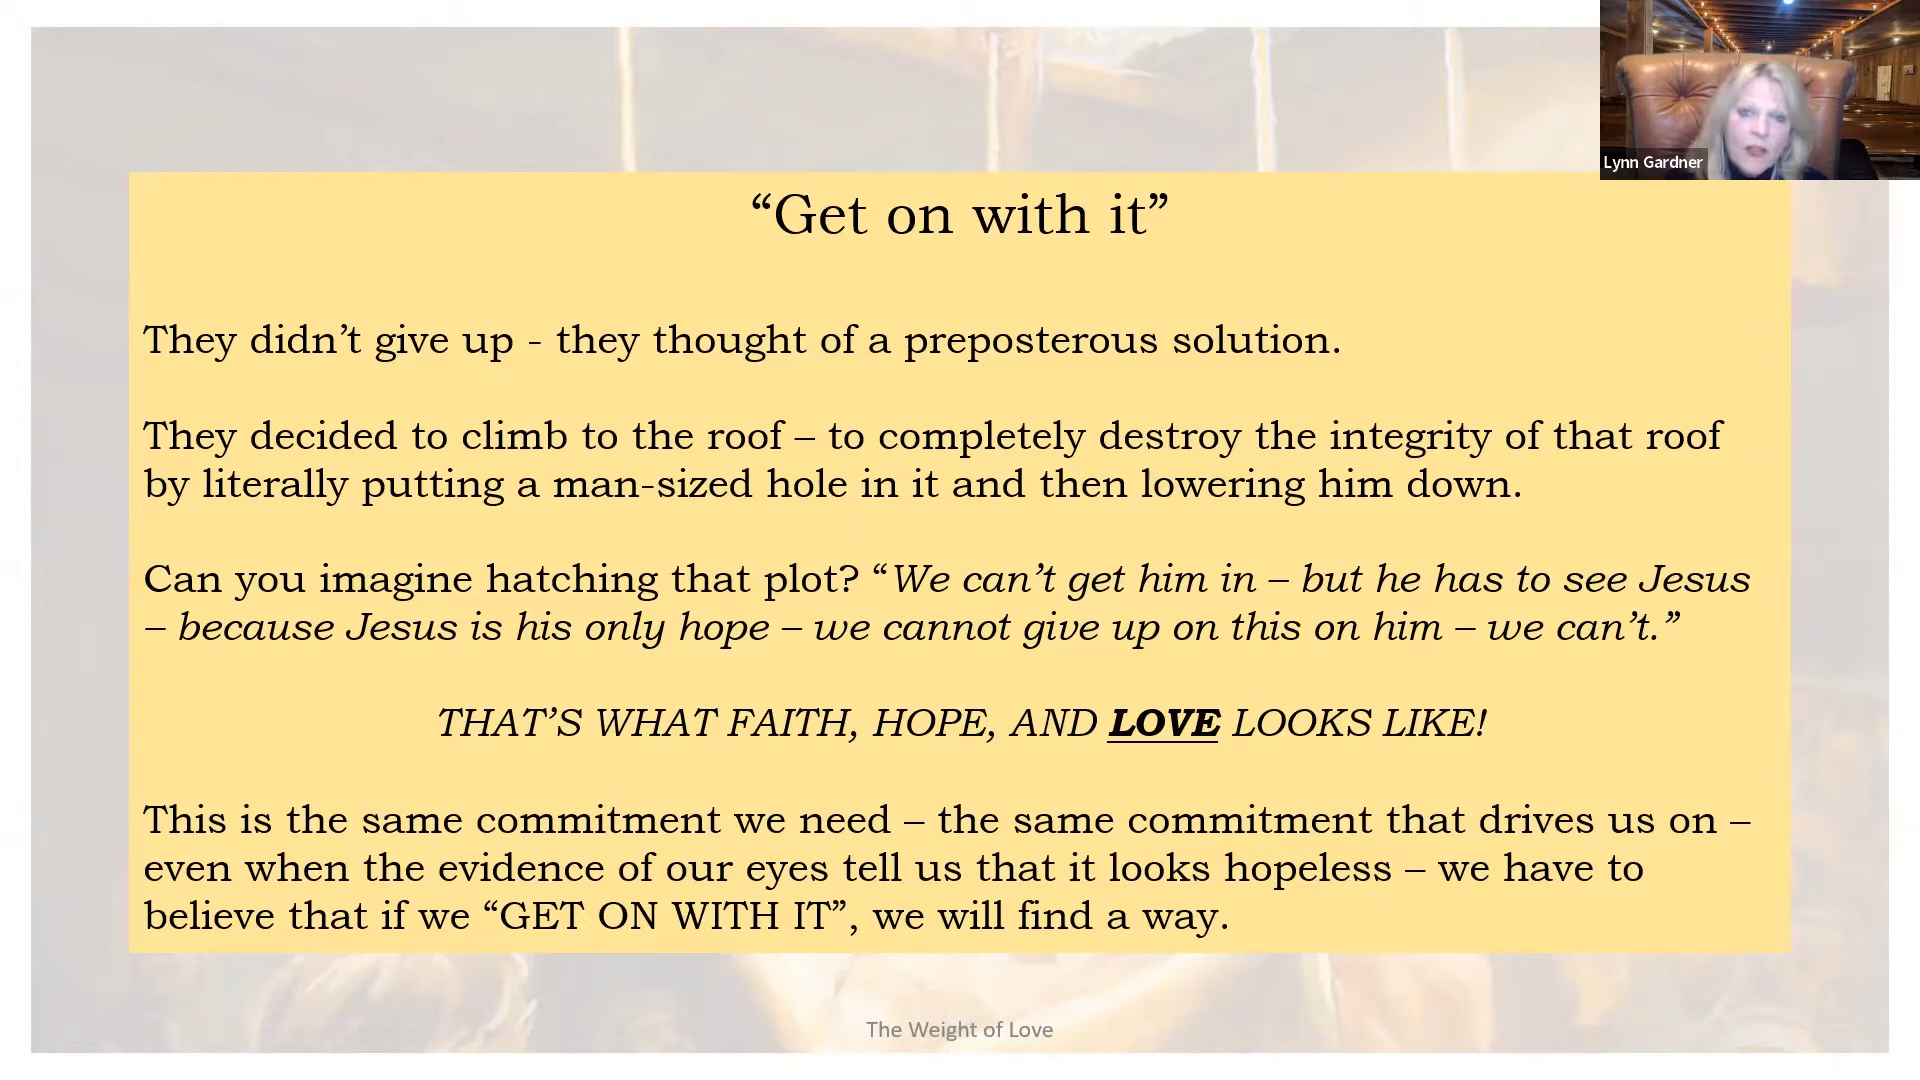 Lynn Gardner
“Get on with it”
They didn’t give up - they thought of a preposterous solution.
They decided to climb to the roof – to completely destroy the integrity of that roof
by literally putting a man-sized hole in it and then lowering him down.
Can you imagine hatching that plot? “We can’t get him in – but he has to see Jesus
– because Jesus is his only hope – we cannot give up on this on him – we can’t.”
THAT’S WHAT FAITH, HOPE, AND LOVE LOOKS LIKE!
This is the same commitment we need – the same commitment that drives us on –
even when the evidence of our eyes tell us that it looks hopeless – we have to
believe that if we “GET ON WITH IT”, we will find a way.
The Weight of Love